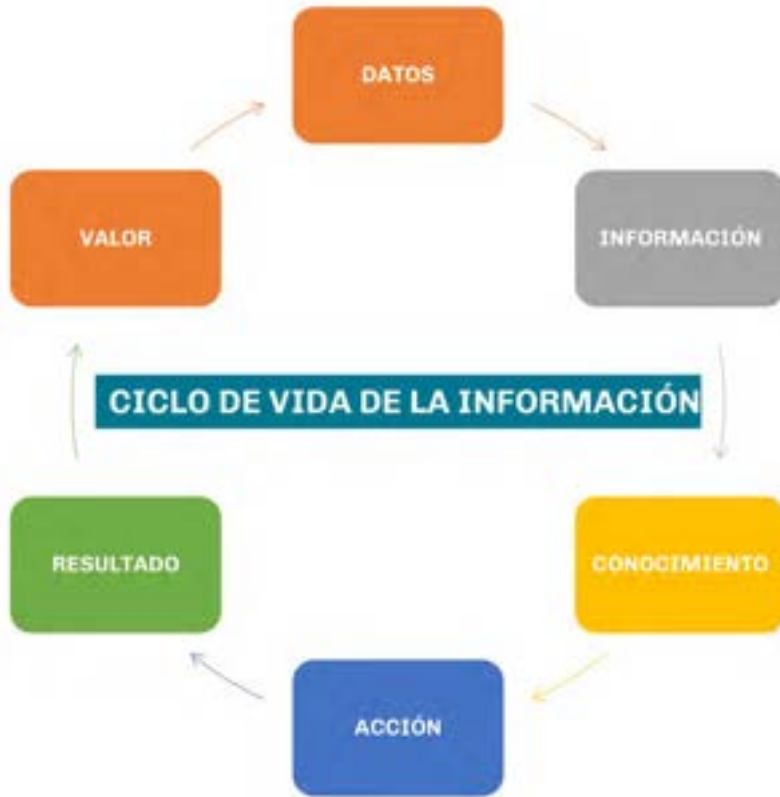 DATOS
VALOR
INFORMACIÓN
CICLO DE VIDA DE LA INFORMACIÓN
RESULTADO
CONOCIMIENTO
ACCIÓN